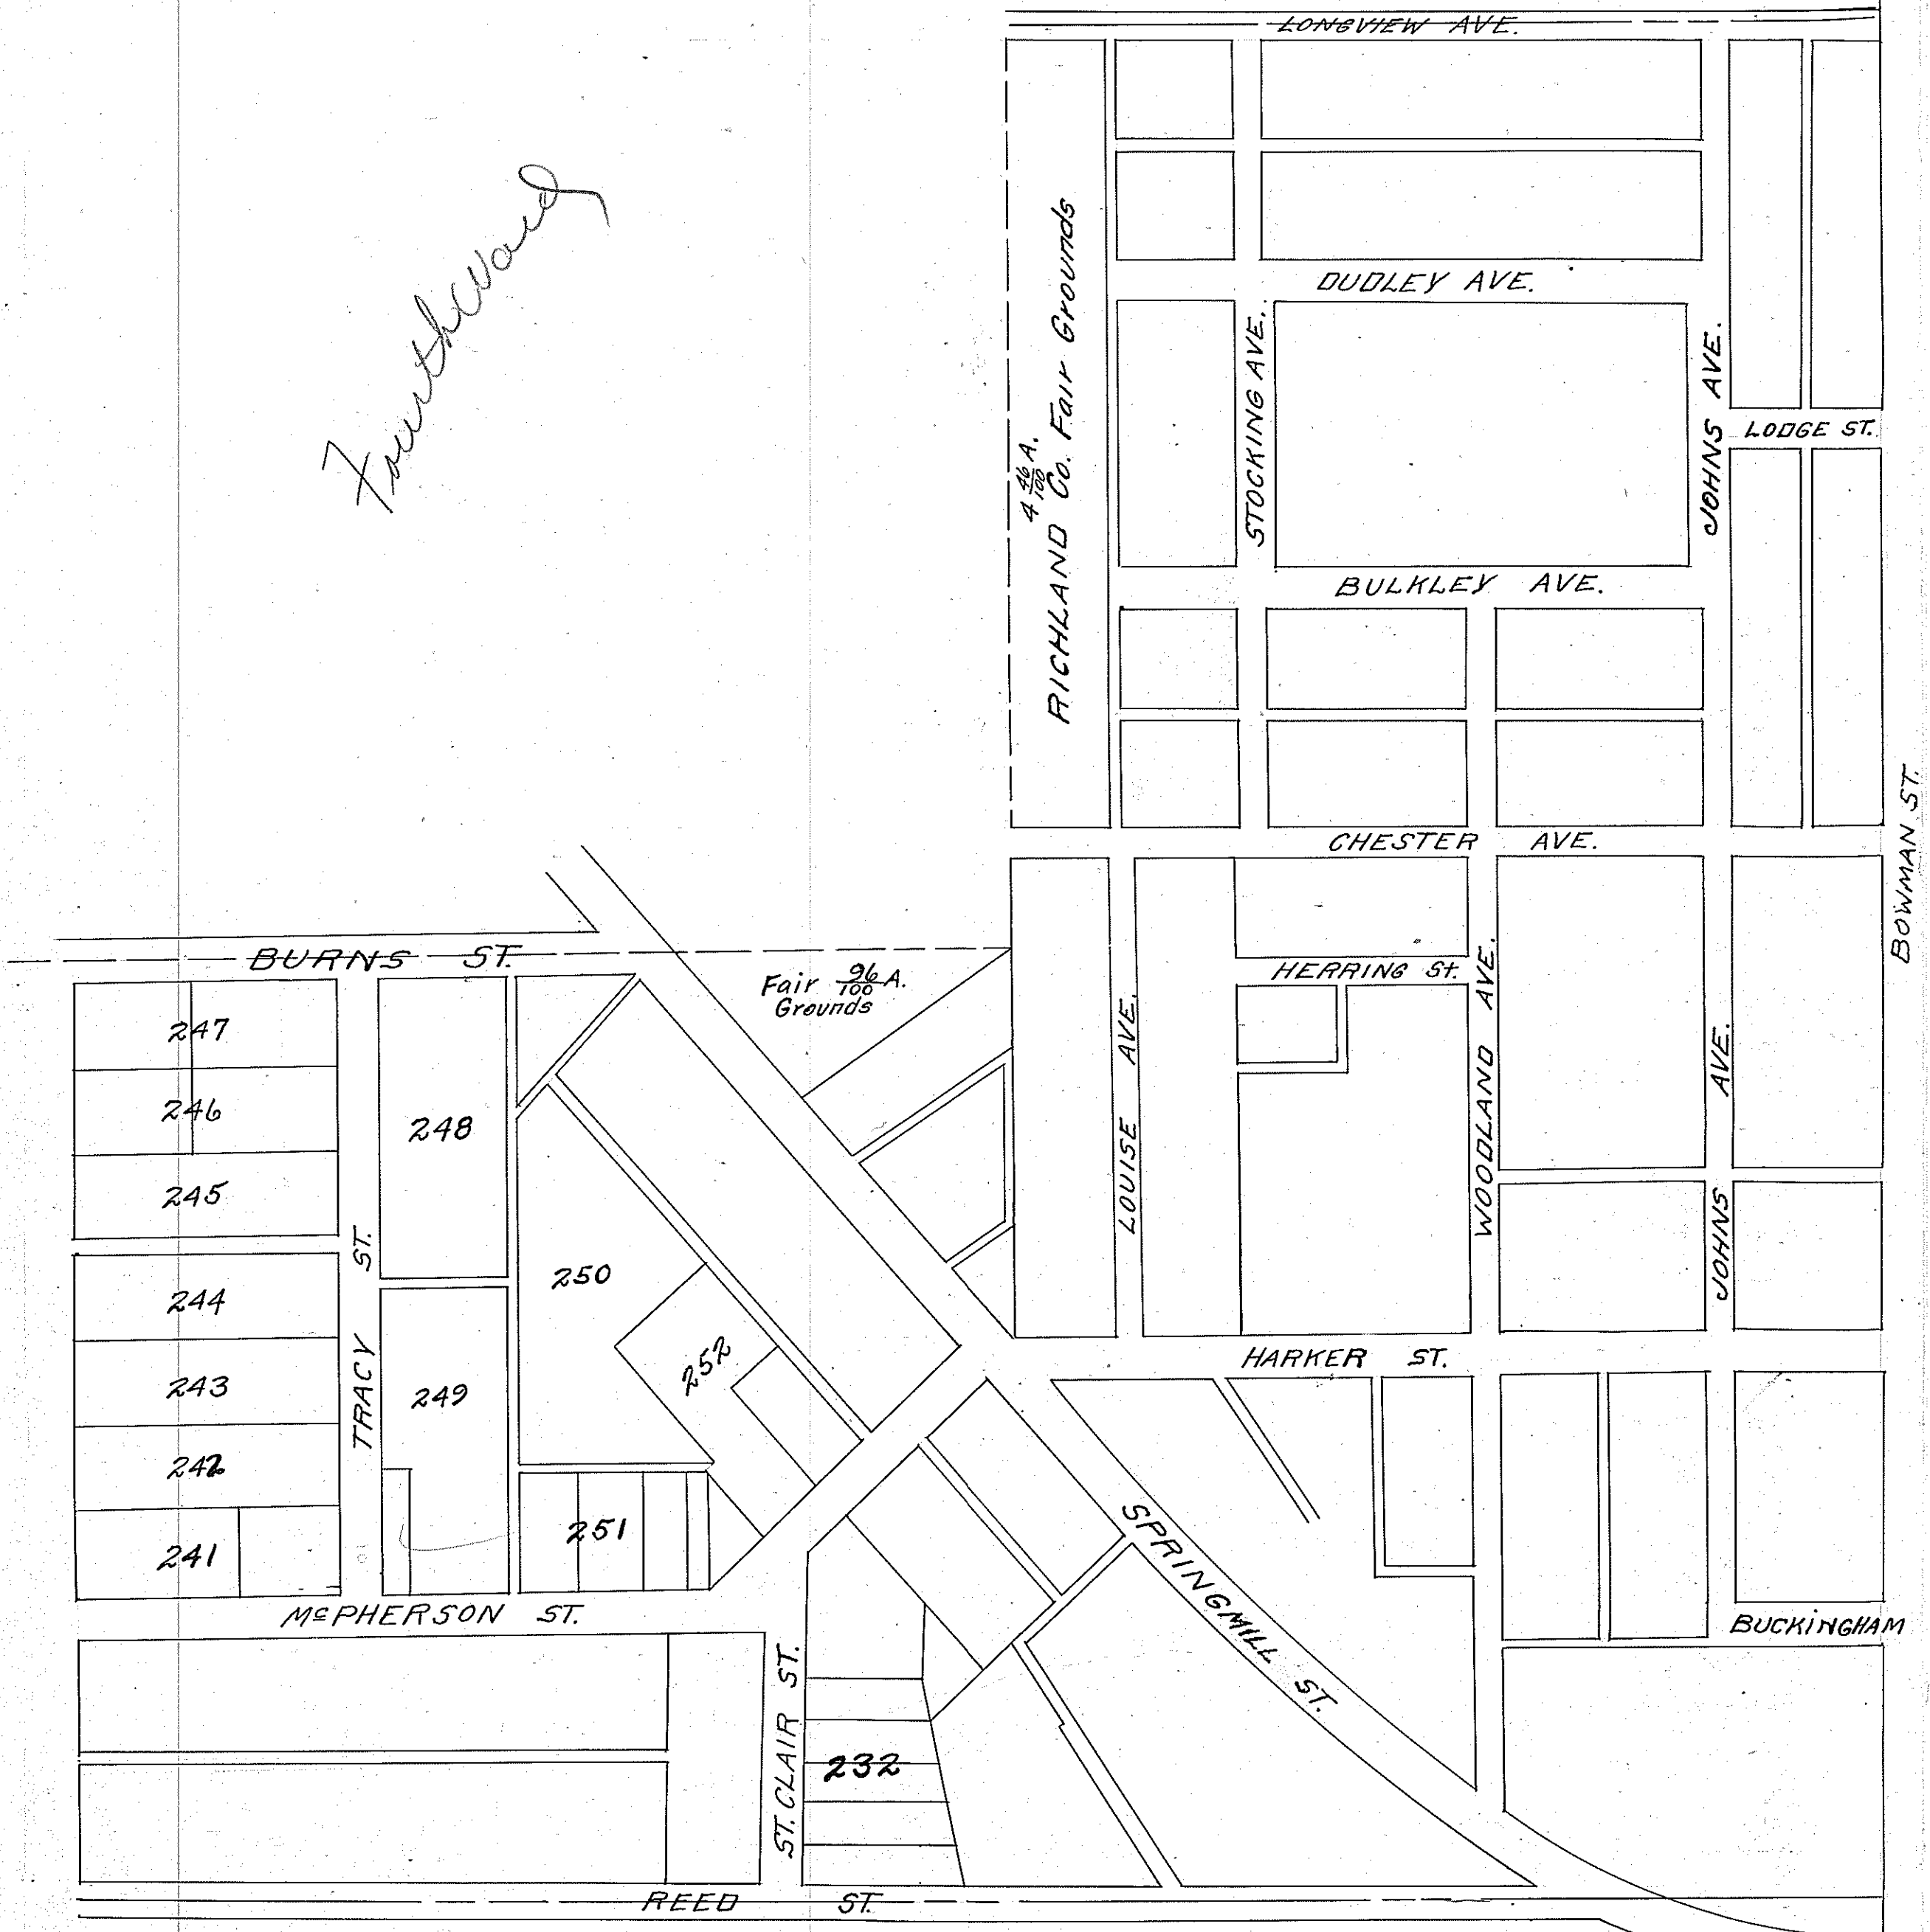 LONGVIEW AVE.
Fourth Ward
RICHLAND Co. Fair Grounds
4 46/100 A.
DUDLEY AVE.
STOCKING AVE.
JOHNS AVE.
LODGE ST.
BULKLEY AVE.
BOWMAN ST.
CHESTER AVE.
BURNS ST.
Fair 96/100 A.
Grounds
HERRING St.
LOUISE AVE.
WOODLAND AVE.
JOHNS AVE.
247
246
248
245
TRACY ST.
250
244
252
243
249
242
251
241
HARKER ST.
SPRINGMILL ST.
McPHERSON ST.
BUCKINGHAM
ST. CLAIR ST.
232
REED ST.